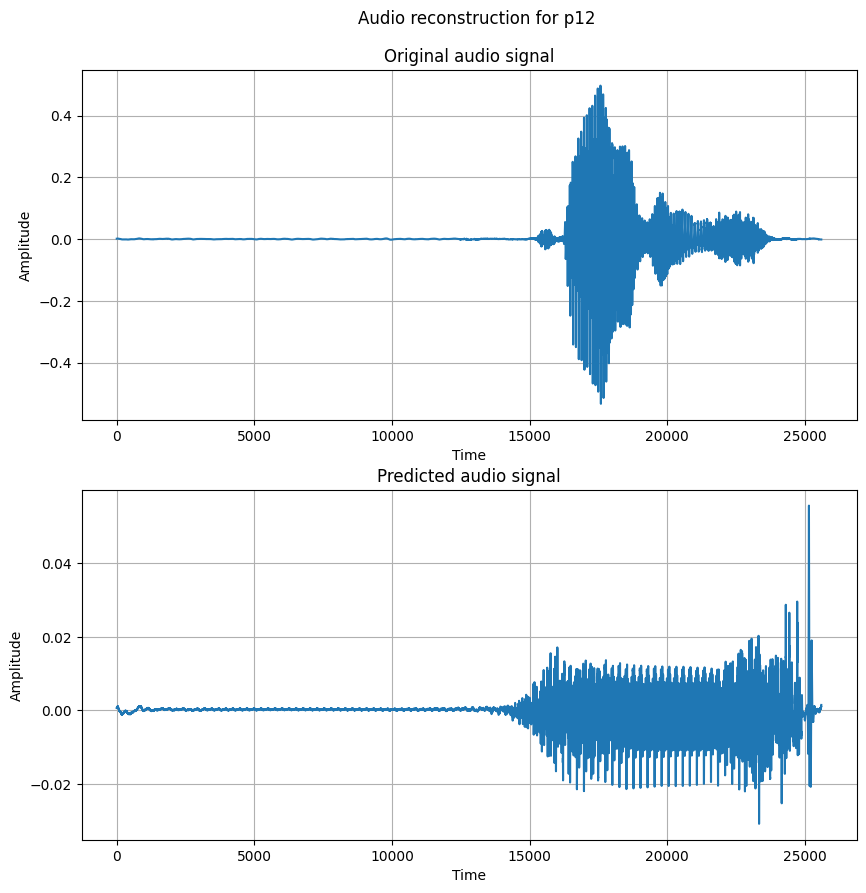 Audio reconstruction for p12
Original audio signal
0.4
0.2
0.0
−0.2
−0.4
Amplitude
0 5000 10000 15000 20000 25000
Time
Predicted audio signal
0.04
0.02
0.00
−0.02
Amplitude
0 5000 10000 15000 20000 25000
Time